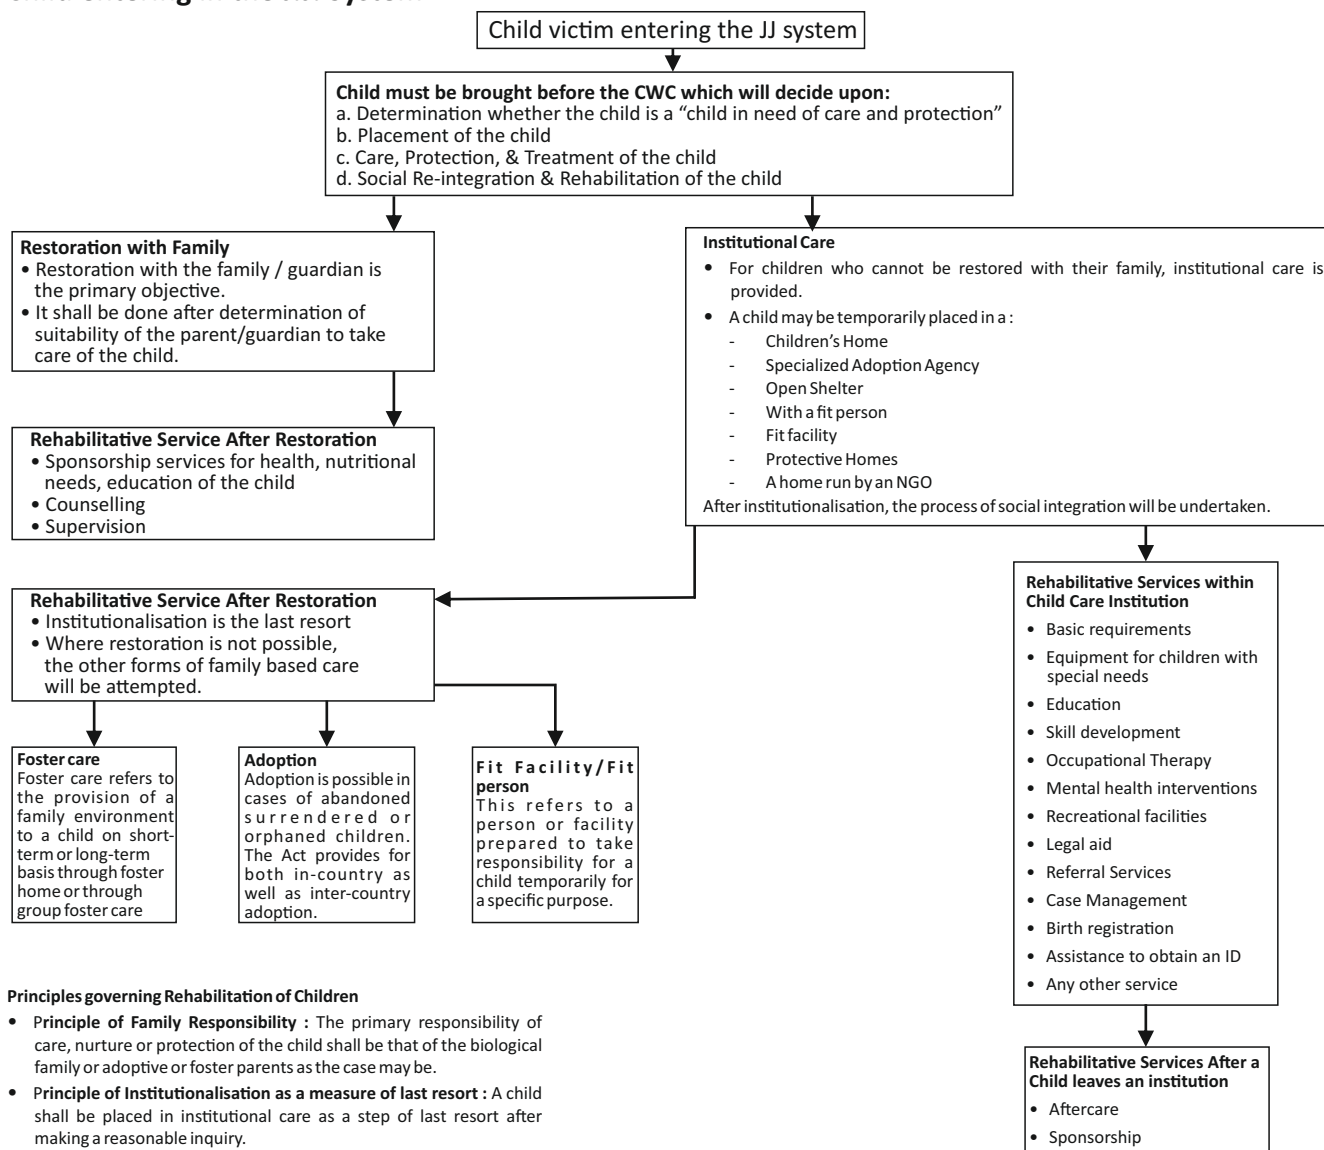 Child victim entering the JJ system
Child must be brought before the CWC which will decide upon:
a. Determination whether the child is a “child in need of care and protection”
b. Placement of the child
c. Care, Protection, & Treatment of the child
d. Social Re-integration & Rehabilitation of the child
Restoration with Family
• Restoration with the family / guardian is
the primary objective.
• It shall be done after determination of
suitability of the parent/guardian to take
care of the child.
Rehabilitative Service After Restoration
• Sponsorship services for health, nutritional
needs, education of the child
• Counselling
• Supervision
Institutional Care
• For children who cannot be restored with their family, institutional care is
provided.
• A child may be temporarily placed in a :
- Children’s Home
- Specialized Adoption Agency
- Open Shelter
- With a fit person
- Fit facility
- Protective Homes
- A home run by an NGO
After institutionalisation, the process of social integration will be undertaken.
Rehabilitative Service After Restoration
• Institutionalisation is the last resort
• Where restoration is not possible,
the other forms of family based care
will be attempted.
Foster care
Foster care refers to
the provision of a
family environment
to a child on short-
term or long-term
basis through foster
home or through
group foster care
Adoption
Adoption is possible in
cases of abandoned
surrendered or
orphaned children.
The Act provides for
both in-country as
well as inter-country
adoption.
Fit Facility/Fit
person
This refers to a
person or facility
prepared to take
responsibility for a
child temporarily for
a specific purpose.
Rehabilitative Services within
Child Care Institution
• Basic requirements
• Equipment for children with
special needs
• Education
• Skill development
• Occupational Therapy
• Mental health interventions
• Recreational facilities
• Legal aid
• Referral Services
• Case Management
• Birth registration
• Assistance to obtain an ID
• Any other service
Rehabilitative Services After a
Child leaves an institution
• Aftercare
• Sponsorship
Principles governing Rehabilitation of Children
• Principle of Family Responsibility : The primary responsibility of
care, nurture or protection of the child shall be that of the biological
family or adoptive or foster parents as the case may be.
• Principle of Institutionalisation as a measure of last resort : A child
shall be placed in institutional care as a step of last resort after
making a reasonable inquiry.